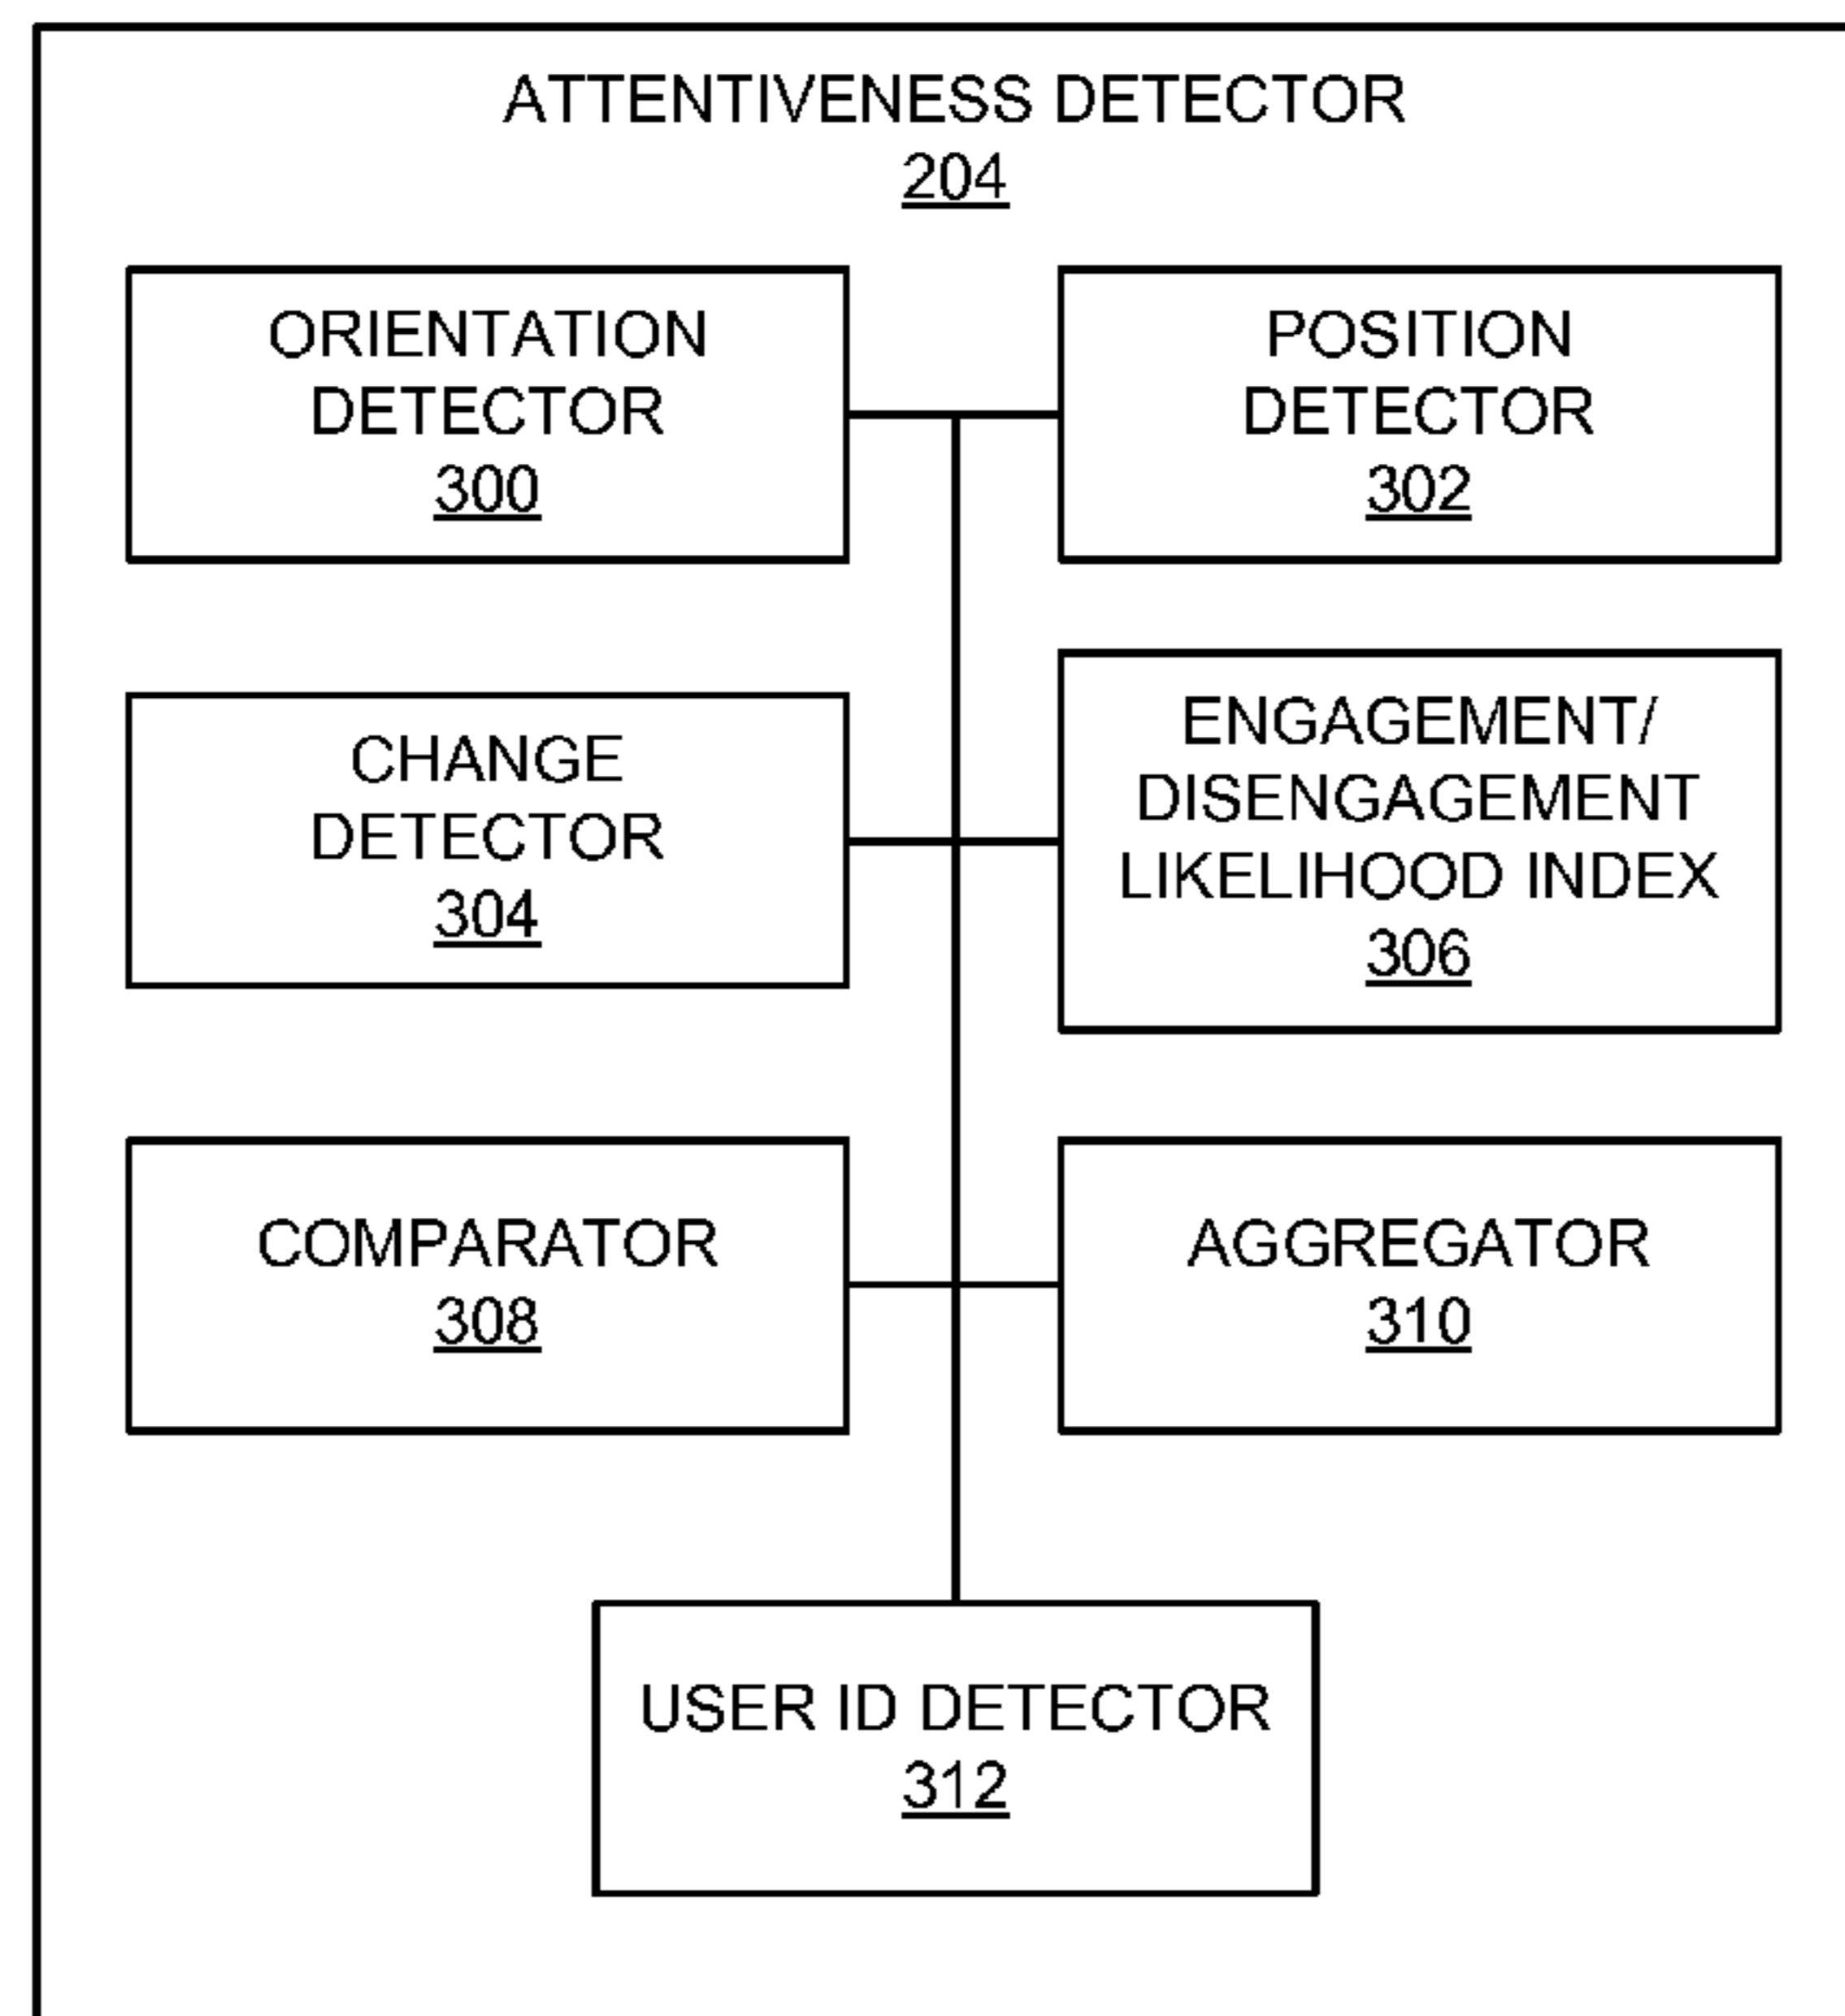 ATTENTIVENESS DETECTOR
204
ORIENTATION
DETECTOR
300
POSITION
DETECTOR
302
CHANGE
DETECTOR
304
ENGAGEMENT/
DISENGAGEMENT
LIKELIHOOD INDEX
306
COMPARATOR
308
AGGREGATOR
310
USER ID DETECTOR
312